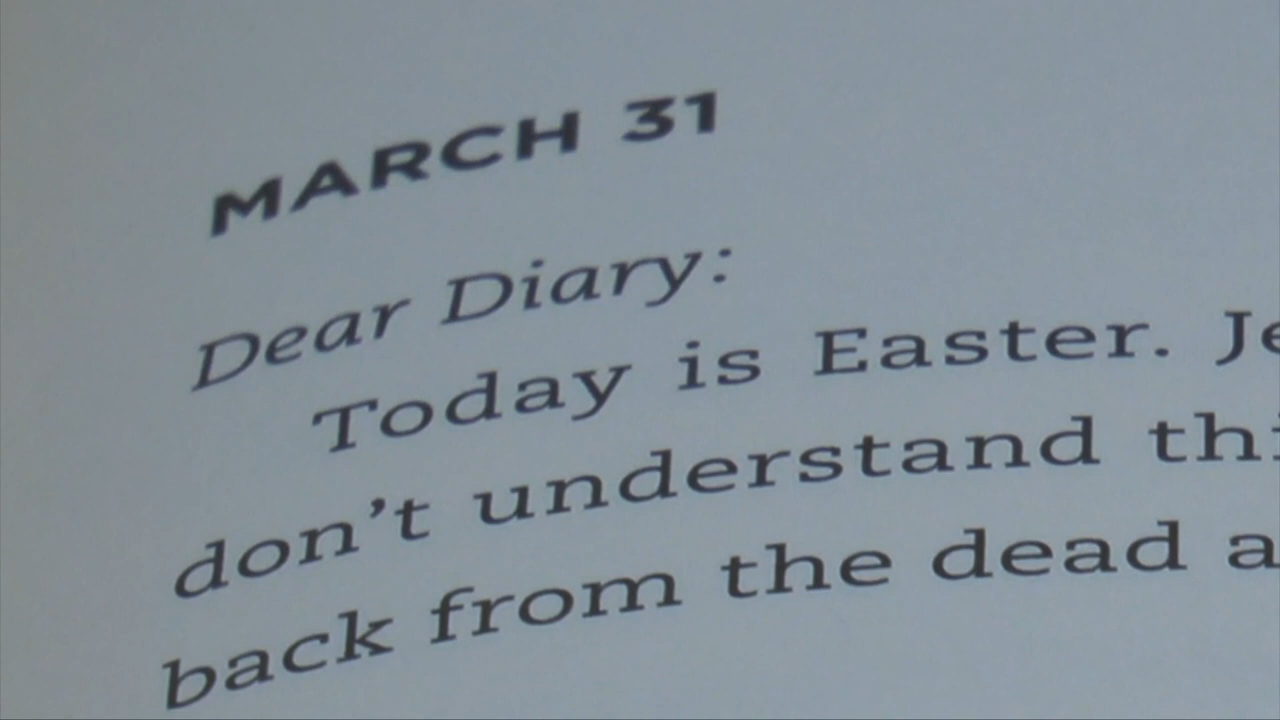 MARCH 31
Dear Diary:
Today is Easter.
don't understand
back from the dead